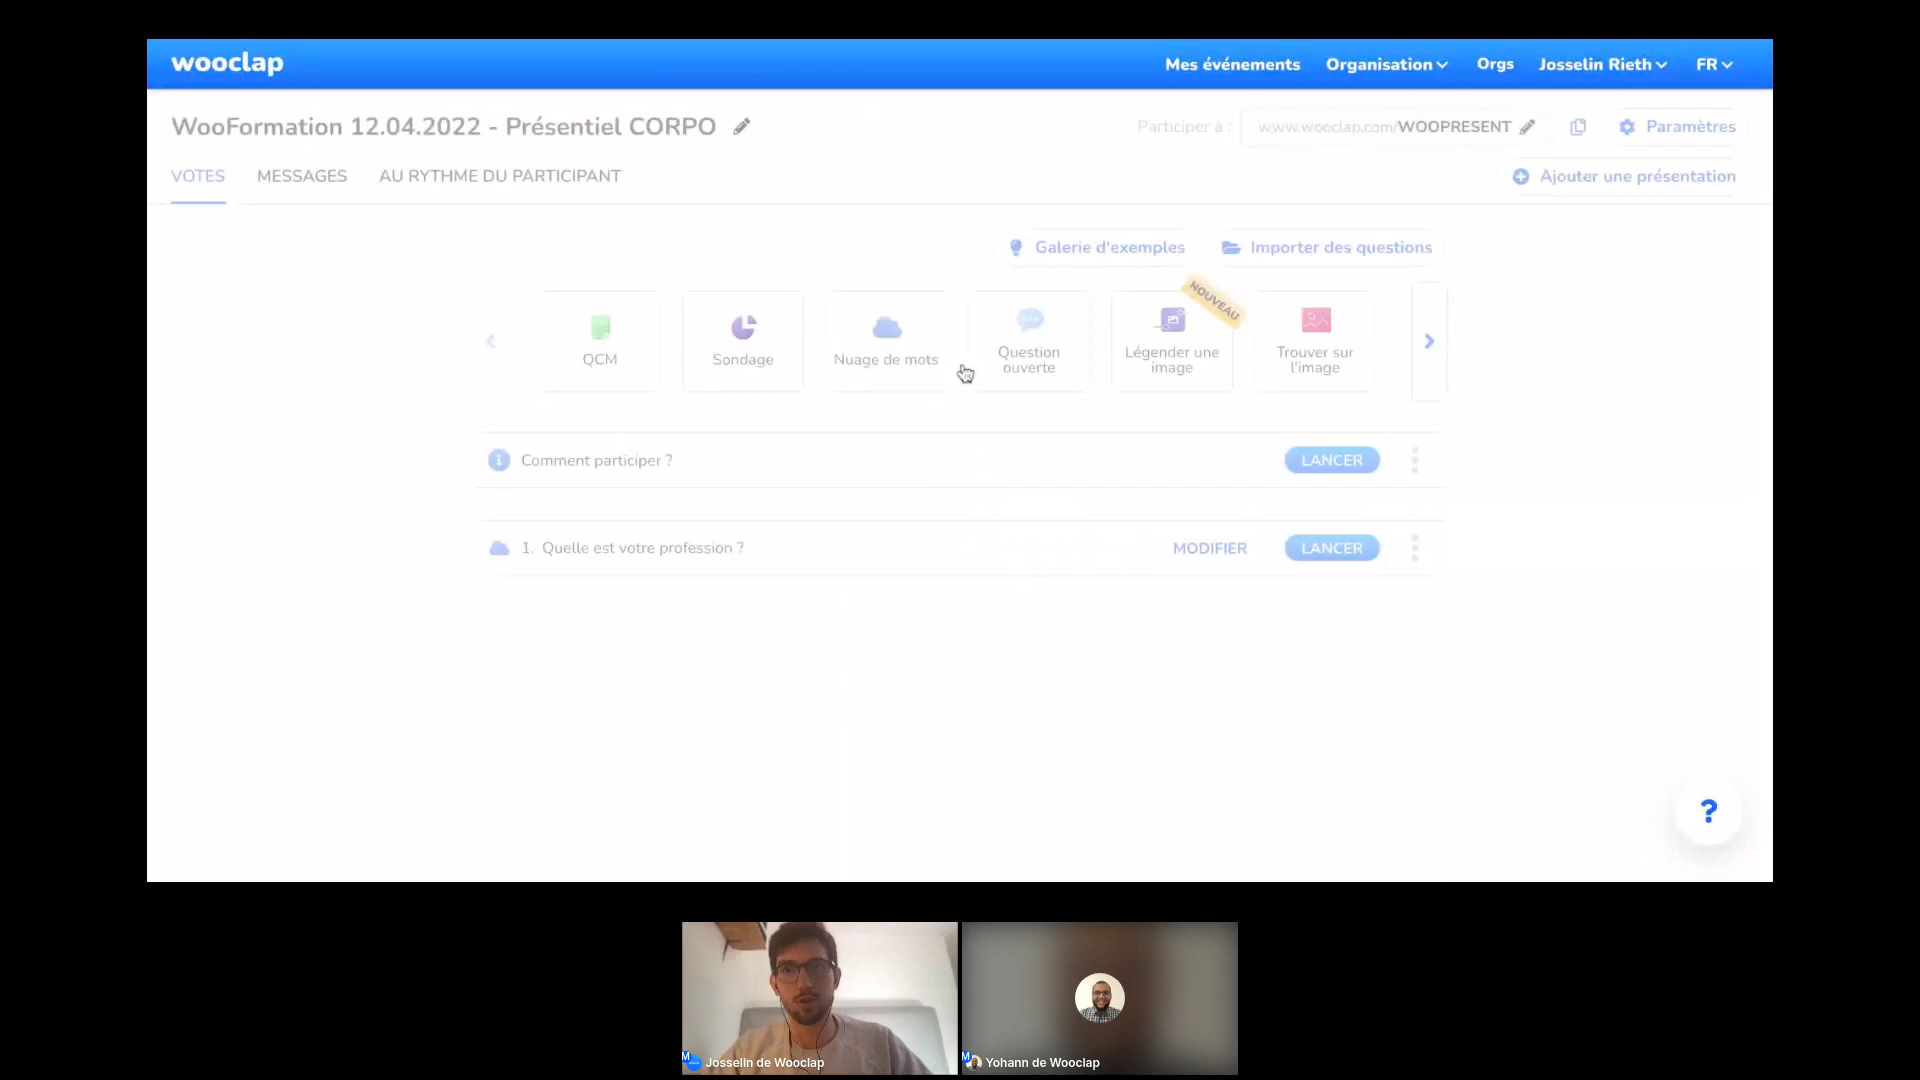 wooclap
Mes événements
Organisation
Orgs
Josselin Rieth
FR
WooFormation 12.04.2022 - Présentiel CORPO
Participer à :
www.wooclap.com/WOOPRESENT
Paramètres
VOTES
MESSAGES
AU RYTHME DU PARTICIPANT
Ajouter une présentation
Galerie d'exemples
Importer des questions
QCM
Sondage
Nuage de mots
Question
ouverte
NOUVEAU
Légender une
image
Trouver sur
l'image
Comment participer ?
LANCER
1. Quelle est votre profession ?
MODIFIER
LANCER
?
M
Josselin de Wooclap
M
Yohann de Wooclap